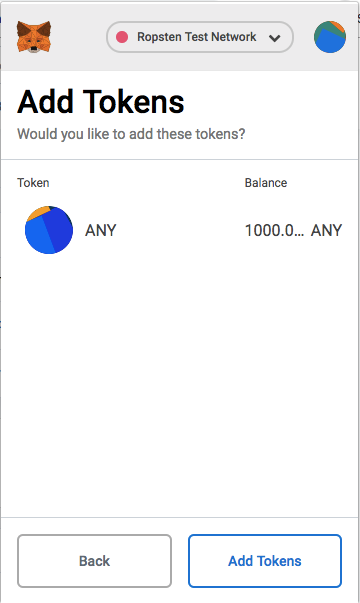 Ropsten Test Network
Add Tokens
Would you like to add these tokens?
Token Balance
ANY 1000.0... ANY
Back Add Tokens